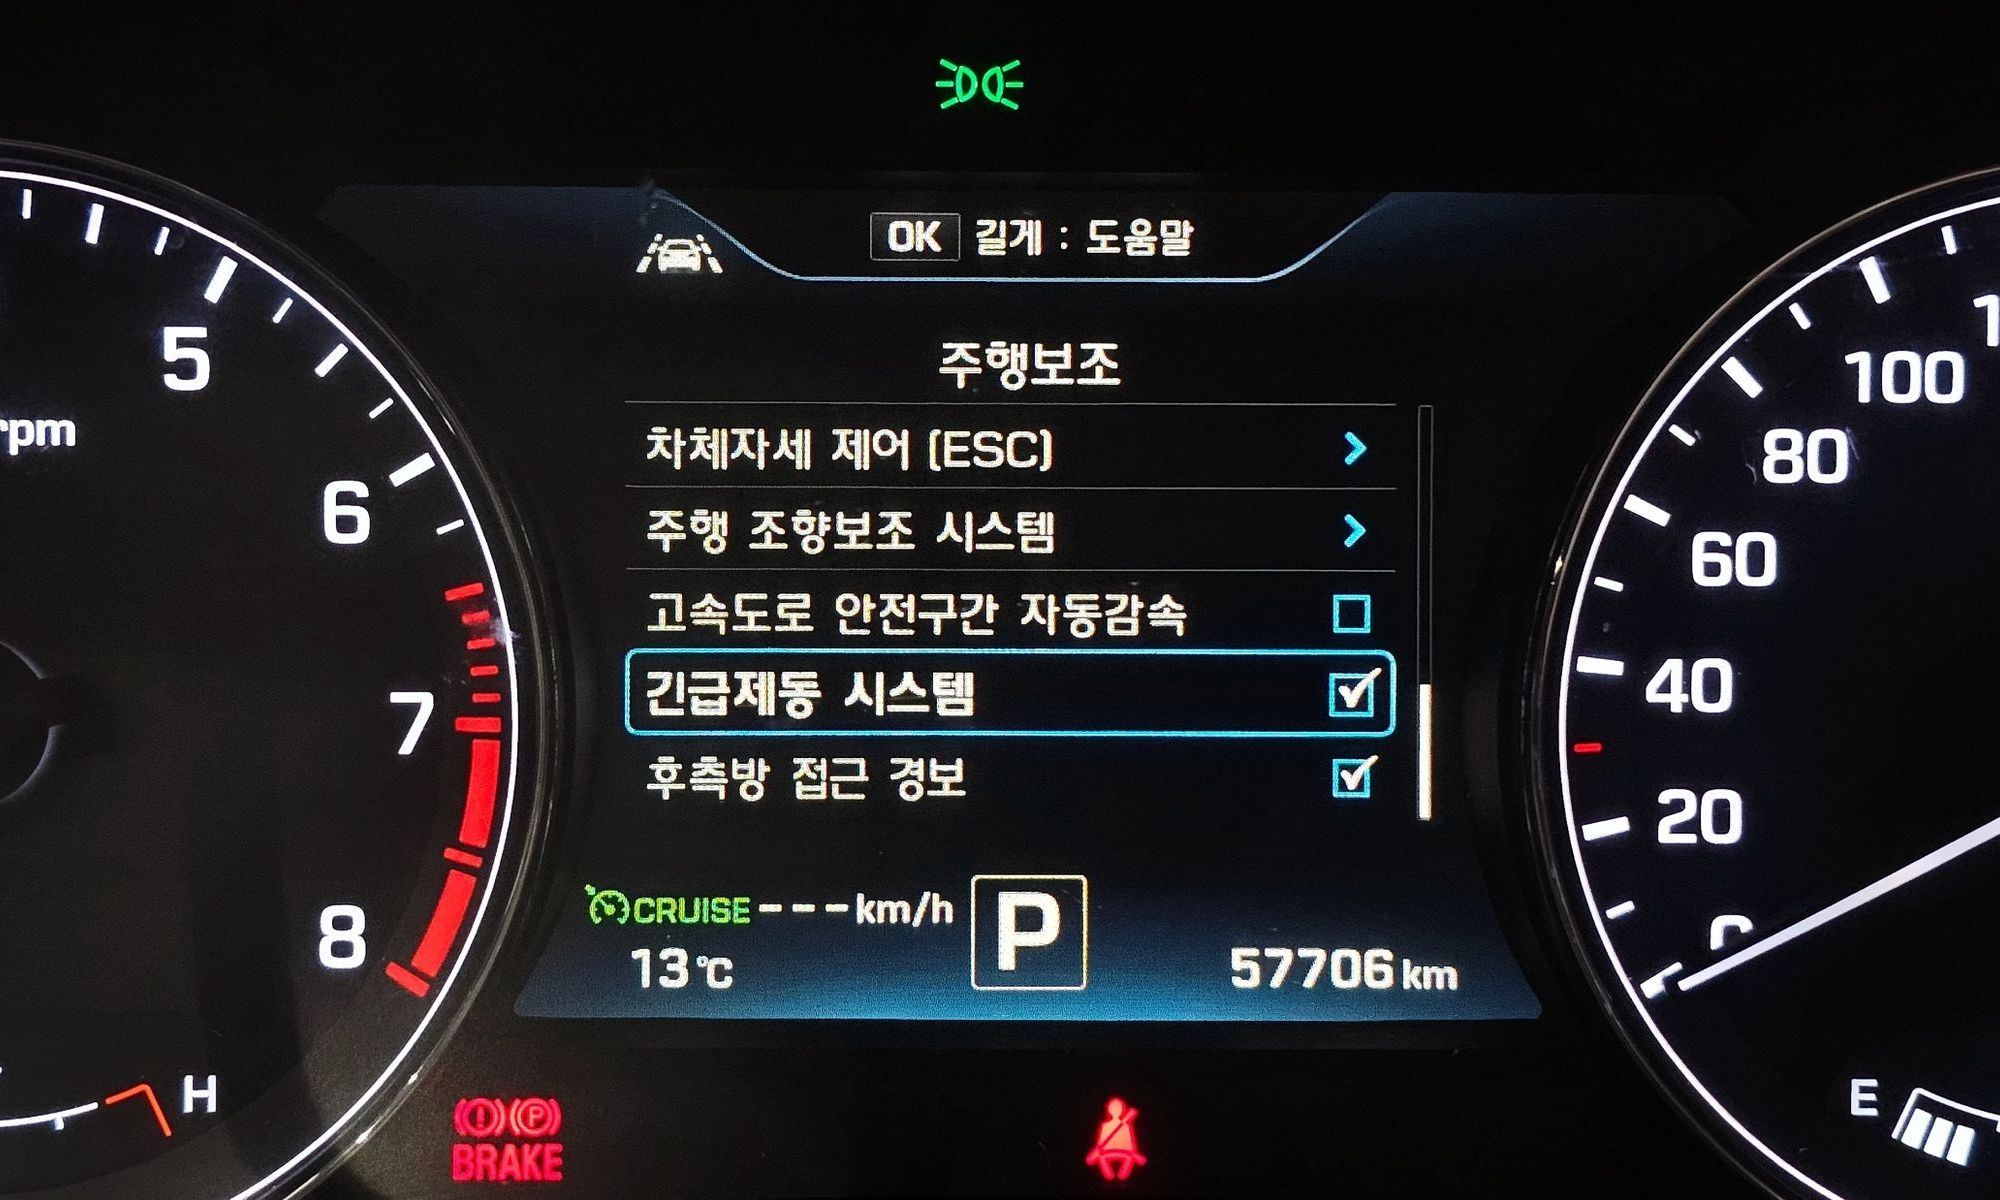 OK 길게 : 도움말
주행보조
차체자세 제어 (ESC)
주행 조향보조 시스템
고속도로 안전구간 자동감속
긴급제동 시스템
후측방 접근 경보
CRUISE --- km/h
13℃
P
57706 km
5
rpm
6
7
8
H
100
80
60
40
20
0
E
(P)
BRAKE